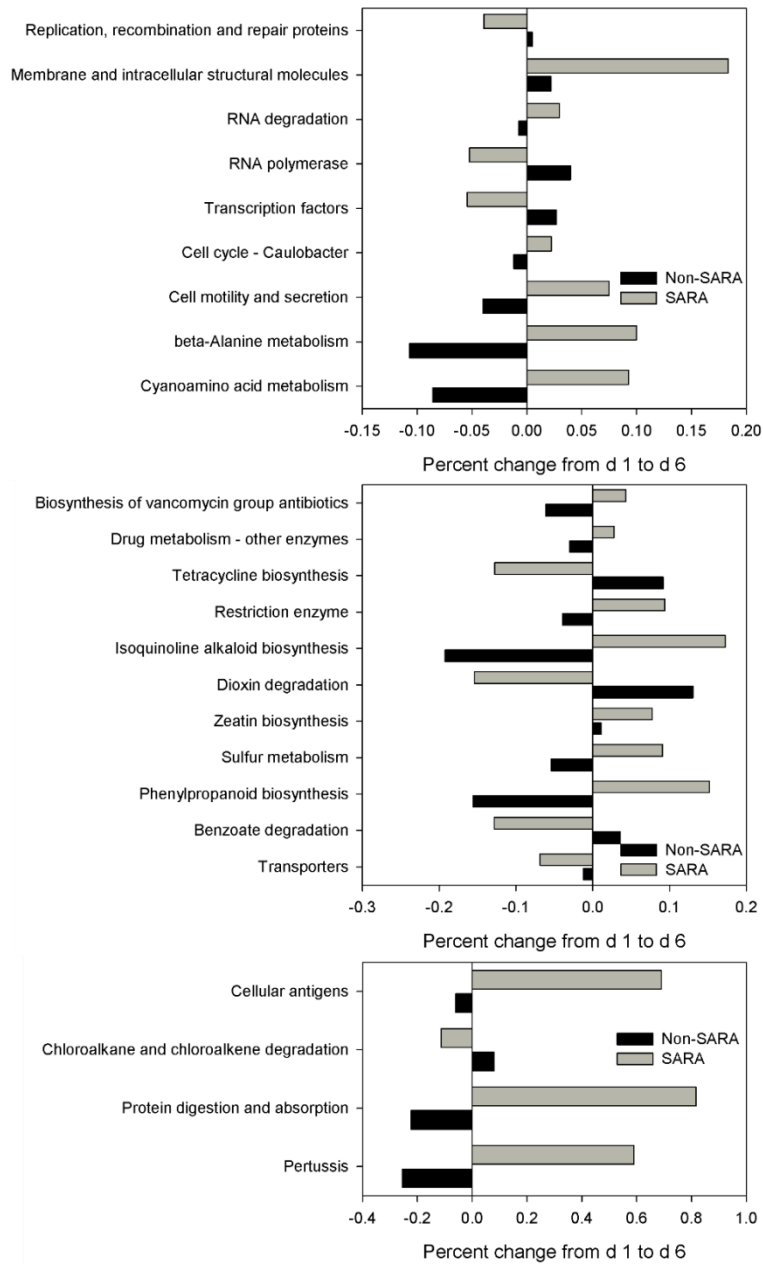 Replication, recombination and repair proteins
Membrane and intracellular structural molecules
RNA degradation
RNA polymerase
Transcription factors
Cell cycle - Caulobacter
Cell motility and secretion
beta-Alanine metabolism
Cyanoamino acid metabolism
Non-SARA
SARA
-0.15 -0.10 -0.05 0.00 0.05 0.10 0.15 0.20
Percent change from d 1 to d 6
Biosynthesis of vancomycin group antibiotics
Drug metabolism - other enzymes
Tetracycline biosynthesis
Restriction enzyme
Isoquinoline alkaloid biosynthesis
Dioxin degradation
Zeatin biosynthesis
Sulfur metabolism
Phenylpropanoid biosynthesis
Benzoate degradation
Transporters
Non-SARA
SARA
-0.3 -0.2 -0.1 0.0 0.1 0.2
Percent change from d 1 to d 6
Cellular antigens
Chloroalkane and chloroalkene degradation
Protein digestion and absorption
Pertussis
Non-SARA
SARA
-0.4 -0.2 0.0 0.2 0.4 0.6 0.8 1.0
Percent change from d 1 to d 6